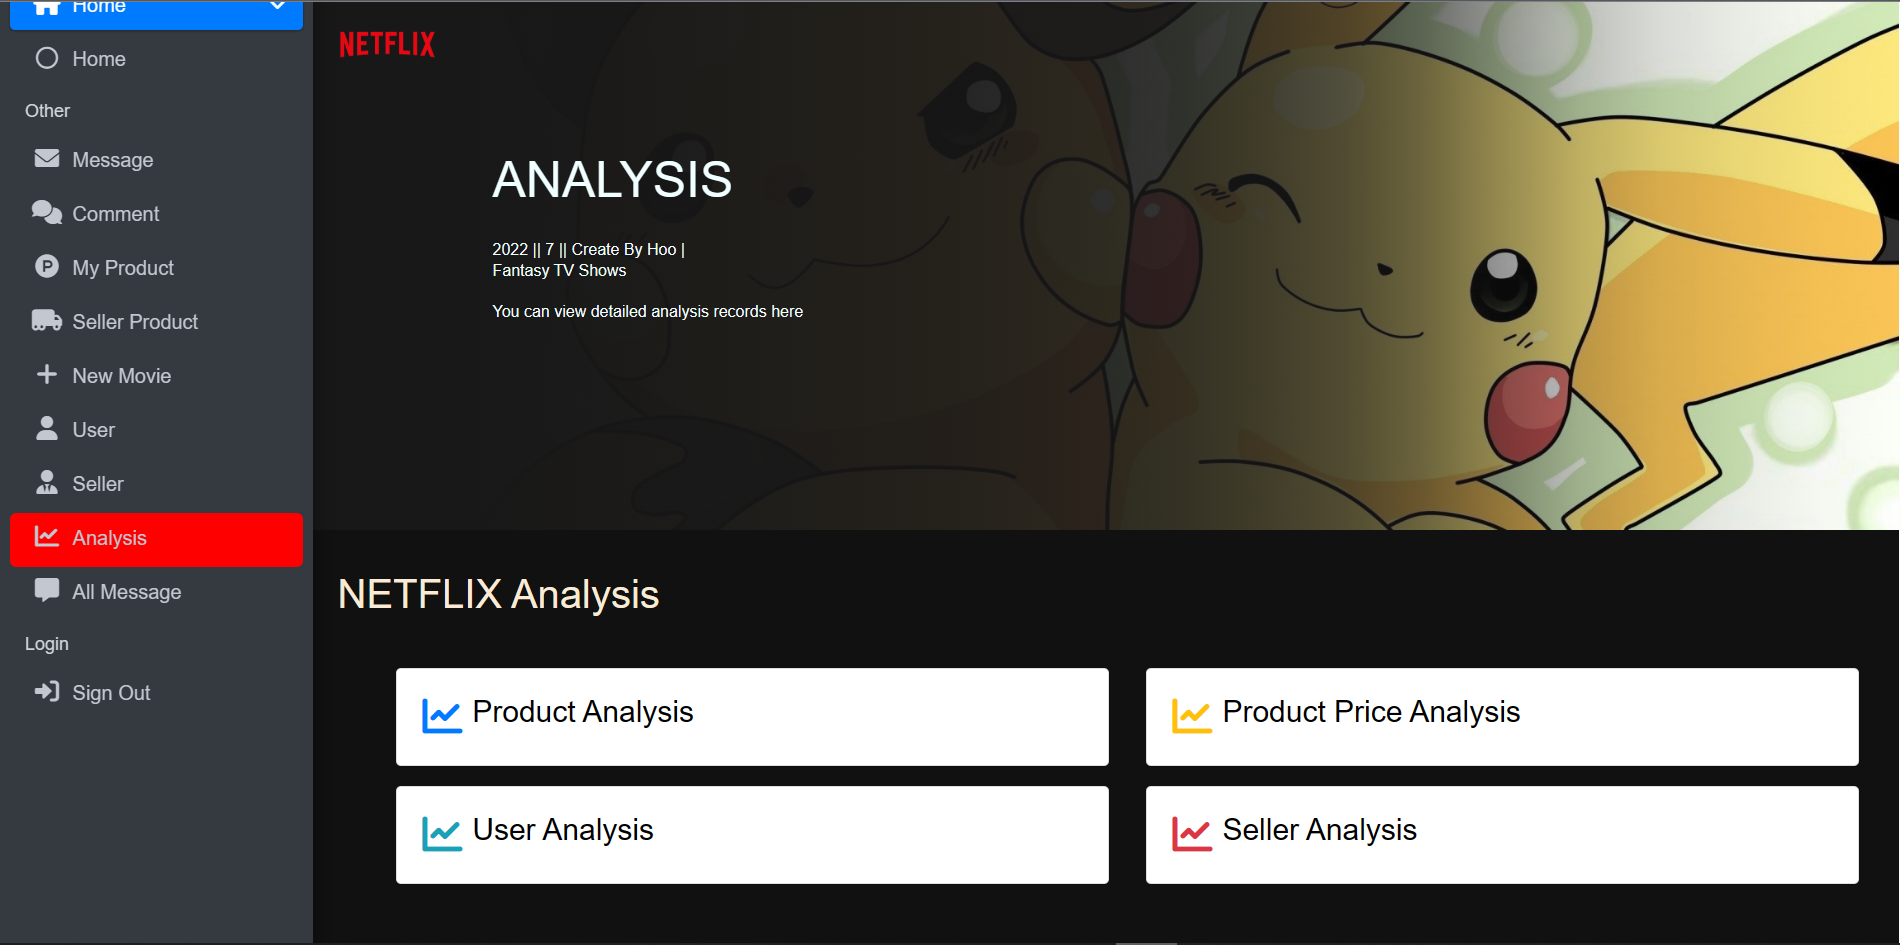 Home
Home
Other
Message
Comment
P My Product
Seller Product
New Movie
User
Seller
Analysis
All Message
Login
Sign Out
NETFLIX
ANALYSIS
2022 || 7 || Create By Hoo |
Fantasy TV Shows
You can view detailed analysis records here
NETFLIX Analysis
Product Analysis
Product Price Analysis
User Analysis
Seller Analysis